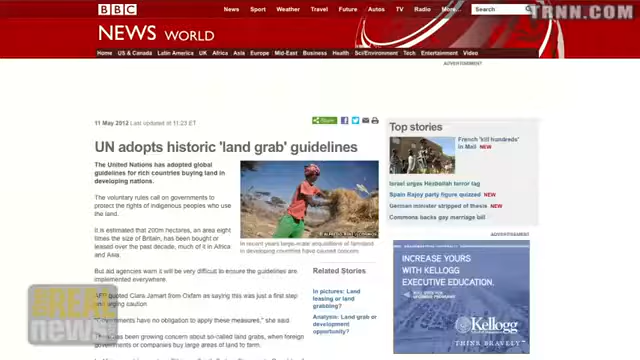 TRNN.COM
BBC News Sport Weather Travel Future Autos TV Radio More... Search
NEWS WORLD
Home US & Canada Latin America UK Africa Asia Europe Mid-East Business Health Sci/Environment Tech Entertainment Video
ADVERTISEMENT
11 May 2012 Last updated at 11:23 ET
Share
UN adopts historic 'land grab' guidelines
The United Nations has adopted global
guidelines for rich countries buying land in
developing nations.
The voluntary rules call on governments to
protect the rights of indigenous peoples who use
the land.
It is estimated that 200m hectares, an area eight
times the size of Britain, has been bought or
leased over the past decade, much of it in Africa
and Asia.
But aid agencies warn it will be very difficult to ensure the guidelines are
implemented everywhere.
AFP quoted Clara Jamart from Oxfam as saying this was just a first step
urging caution
"Governments have no obligation to apply these measures," she said
been growing concern about so-called land grabs, when foreign
governments or companies buy large areas of land to farm.
In recent years large-scale acquisitions of farmland
in developing countries have caused concern
Related Stories
In pictures: Land
leasing or land
grabbing?
Analysis: Land grab or
development
opportunity?
Top stories
French 'kill hundreds'
in Mali NEW
Israel urges Hezbollah terror tag
Spain Rajoy party figure quizzed NEW
German minister stripped of thesis NEW
Commons backs gay marriage bill
ADVERTISEMENT
INCREASE YOURS
WITH KELLOGG
EXECUTIVE EDUCATION.
Kellogg
THINK BRAVELY
the REAL
news